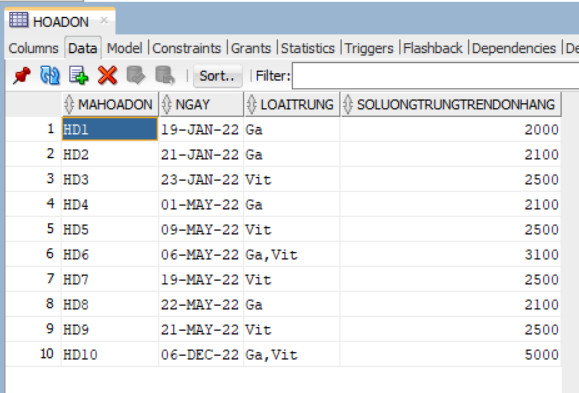 HOADON ×
Columns Data Model |Constraints |Grants |Statistics |Triggers |Flashback |Dependencies |De
Sort.. Filter:
MAHOADON NGAY LOAITRUNG SOLUONGTRUNGTRENDONHANG
1 HD1 19-JAN-22 Ga 2000
2 HD2 21-JAN-22 Ga 2100
3 HD3 23-JAN-22 Vit 2500
4 HD4 01-MAY-22 Ga 2100
5 HD5 09-MAY-22 Vit 2500
6 HD6 06-MAY-22 Ga,Vit 3100
7 HD7 19-MAY-22 Vit 2500
8 HD8 22-MAY-22 Ga 2100
9 HD9 21-MAY-22 Vit 2500
10 HD10 06-DEC-22 Ga,Vit 5000